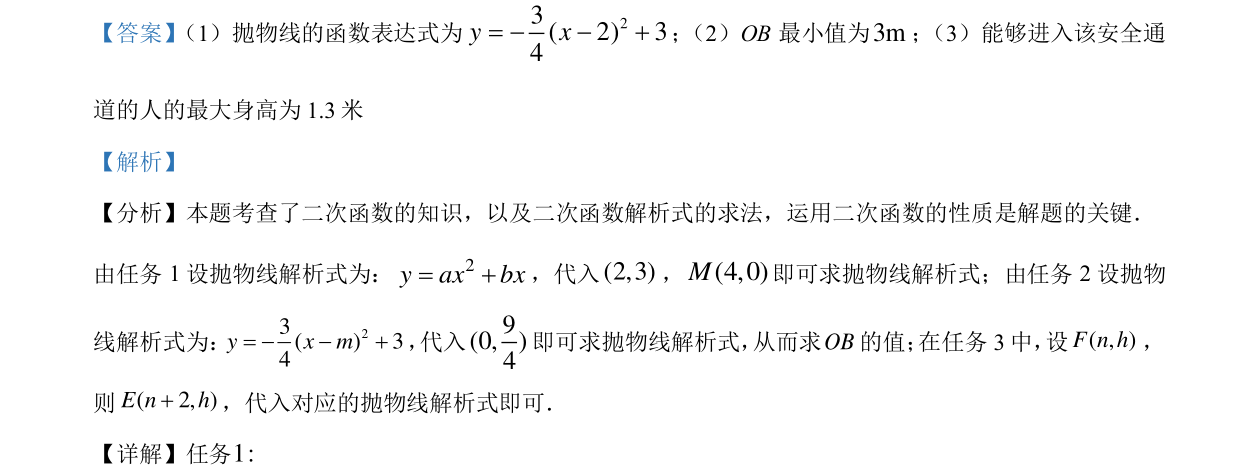 【答案】（1）抛物线的函数表达式为 $y=-\frac{3}{4}(x-2)^2+3$；（2）OB 最小值为3m；（3）能够进入该安全通
道的人的最大身高为 1.3 米
【解析】
【分析】本题考查了二次函数的知识，以及二次函数解析式的求法，运用二次函数的性质是解题的关键．
由任务 1 设抛物线解析式为： $y=ax^2+bx$，代入$(2,3)$，$M(4,0)$即可求抛物线解析式；由任务 2 设抛物
线解析式为：$y=-\frac{3}{4}(x-m)^2+3$，代入$(0,\frac{9}{4})$即可求抛物线解析式，从而求OB 的值；在任务 3 中，设$F(n,h)$，
则$E(n+2,h)$，代入对应的抛物线解析式即可．
【详解】任务1：